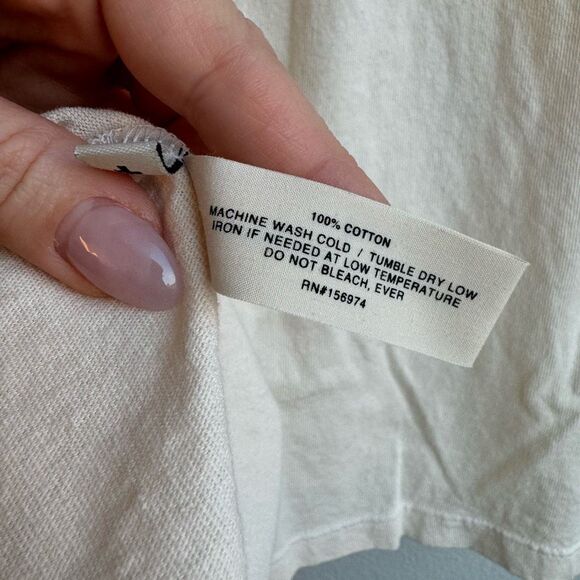 100% COTTON
MACHINE WASH COLD / TUMBLE DRY LOW
IRON IF NEEDED AT LOW TEMPERATURE
DO NOT BLEACH, EVER
RN#156974